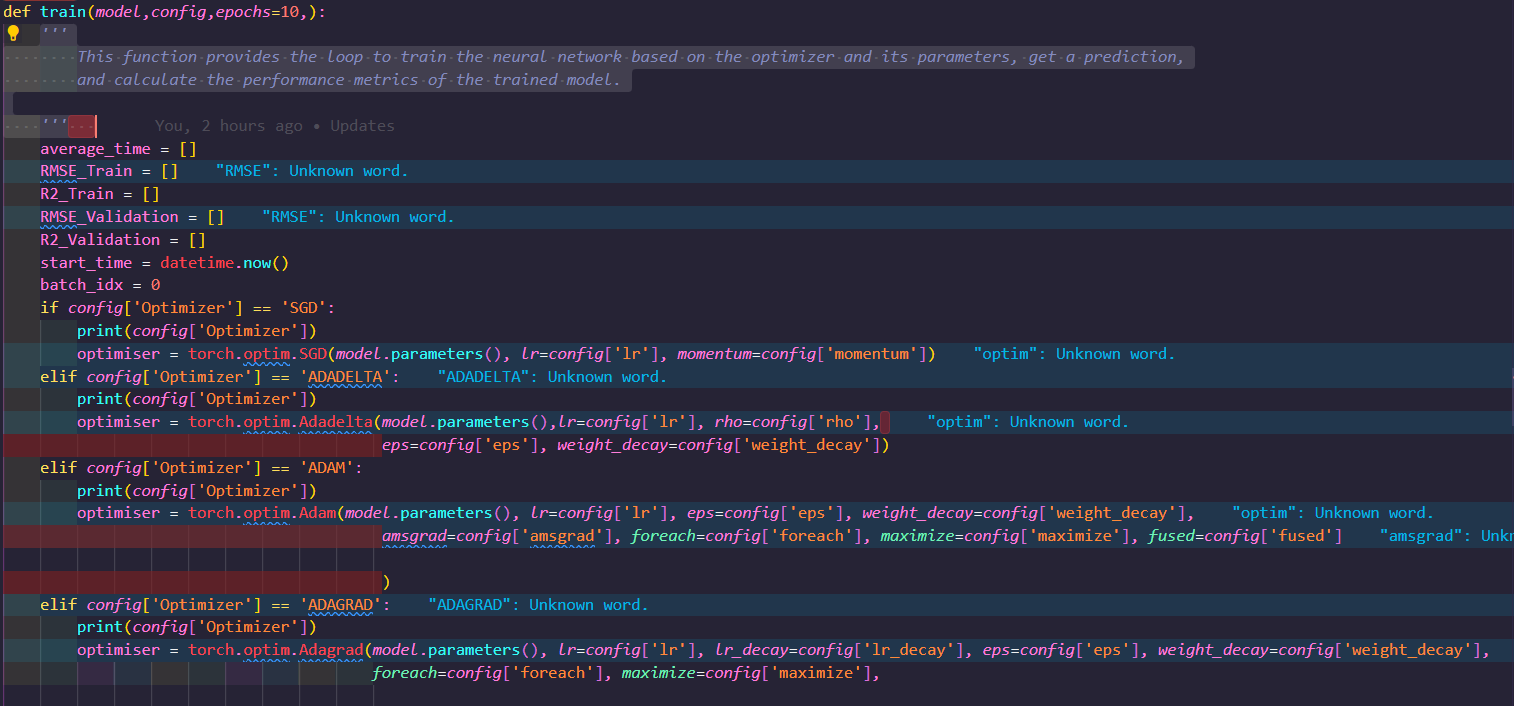 def train(model,config,epochs=10,):
'''
This function provides the loop to train the neural network based on the optimizer and its parameters, get a prediction,
and calculate the performance metrics of the trained model.
''' You, 2 hours ago • Updates
average_time = []
RMSE_Train = [] "RMSE": Unknown word.
R2_Train = []
RMSE_Validation = [] "RMSE": Unknown word.
R2_Validation = []
start_time = datetime.now()
batch_idx = 0
if config['Optimizer'] == 'SGD':
print(config['Optimizer'])
optimiser = torch.optim.SGD(model.parameters(), lr=config['lr'], momentum=config['momentum']) "optim": Unknown word.
elif config['Optimizer'] == 'ADADELTA': "ADADELTA": Unknown word.
print(config['Optimizer'])
optimiser = torch.optim.Adadelta(model.parameters(),lr=config['lr'], rho=config['rho'], "optim": Unknown word.
eps=config['eps'], weight_decay=config['weight_decay'])
elif config['Optimizer'] == 'ADAM':
print(config['Optimizer'])
optimiser = torch.optim.Adam(model.parameters(), lr=config['lr'], eps=config['eps'], weight_decay=config['weight_decay'], "optim": Unknown word.
amsgrad=config['amsgrad'], foreach=config['foreach'], maximize=config['maximize'], fused=config['fused'] "amsgrad": Unkn
)
elif config['Optimizer'] == 'ADAGRAD': "ADAGRAD": Unknown word.
print(config['Optimizer'])
optimiser = torch.optim.Adagrad(model.parameters(), lr=config['lr'], lr_decay=config['lr_decay'], eps=config['eps'], weight_decay=config['weight_decay'],
foreach=config['foreach'], maximize=config['maximize'],